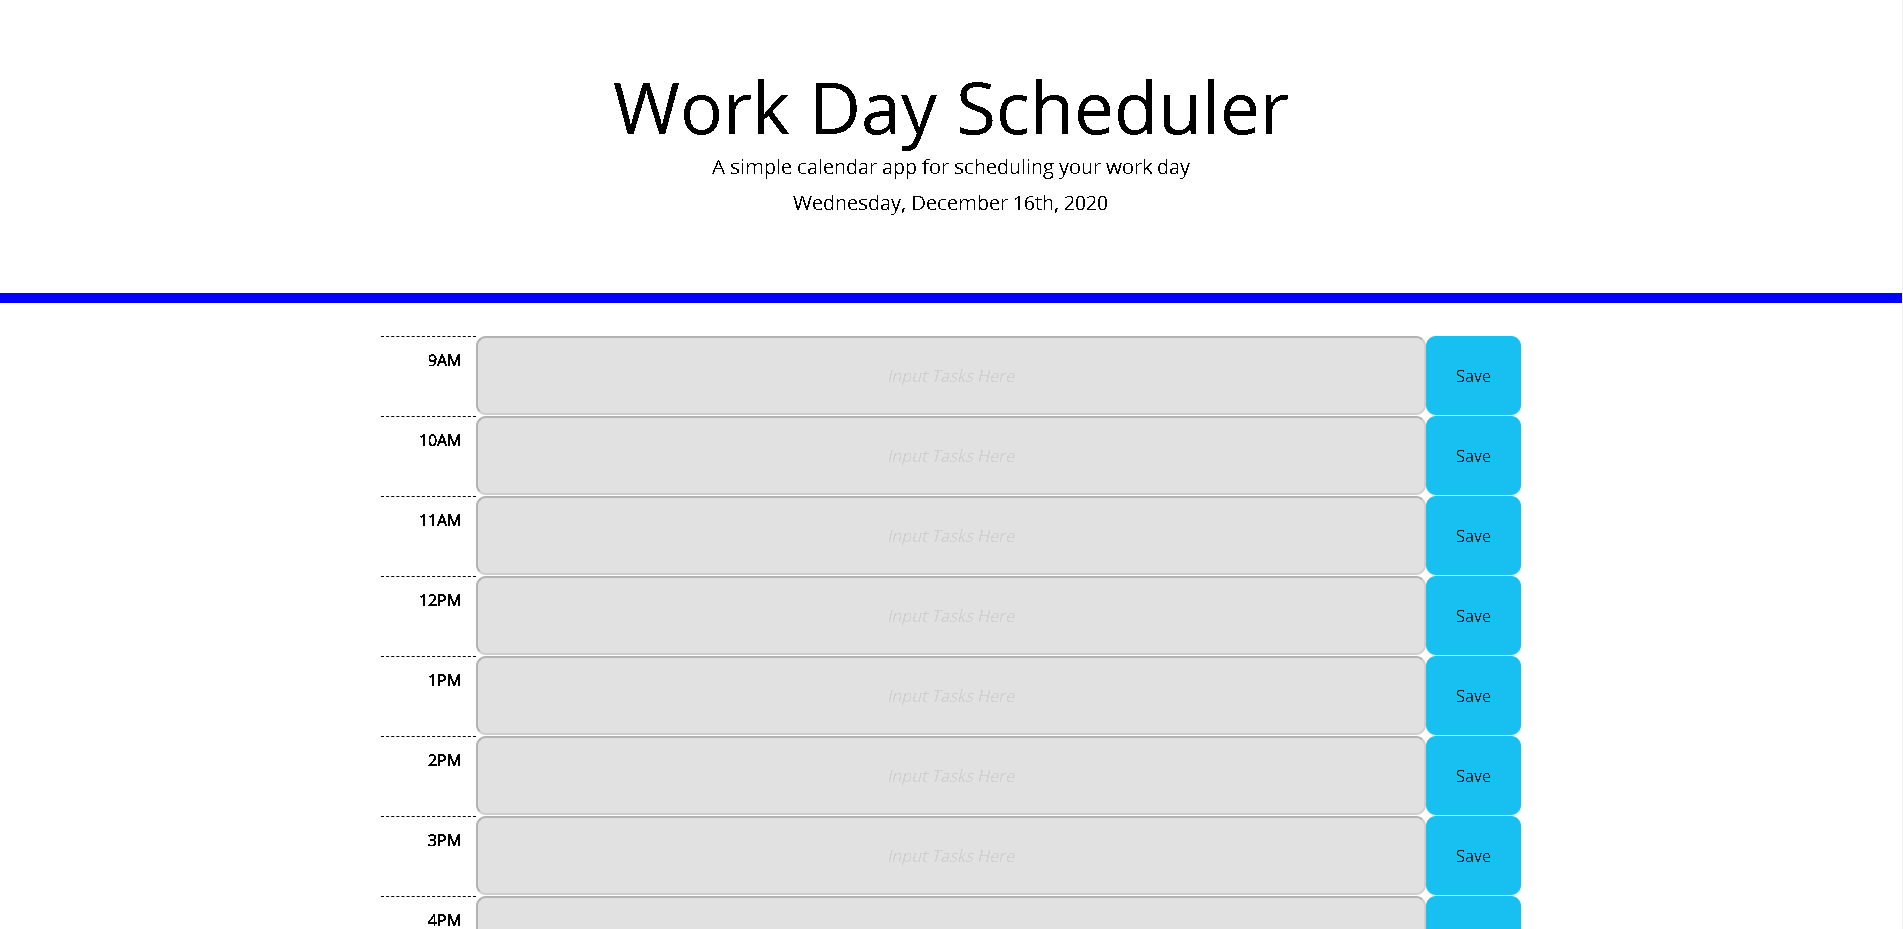 Work Day Scheduler
A simple calendar app for scheduling your work day
Wednesday, December 16th, 2020
9AM Input Tasks Here Save
10AM Input Tasks Here Save
11AM Input Tasks Here Save
12PM Input Tasks Here Save
1PM Input Tasks Here Save
2PM Input Tasks Here Save
3PM Input Tasks Here Save
4PM